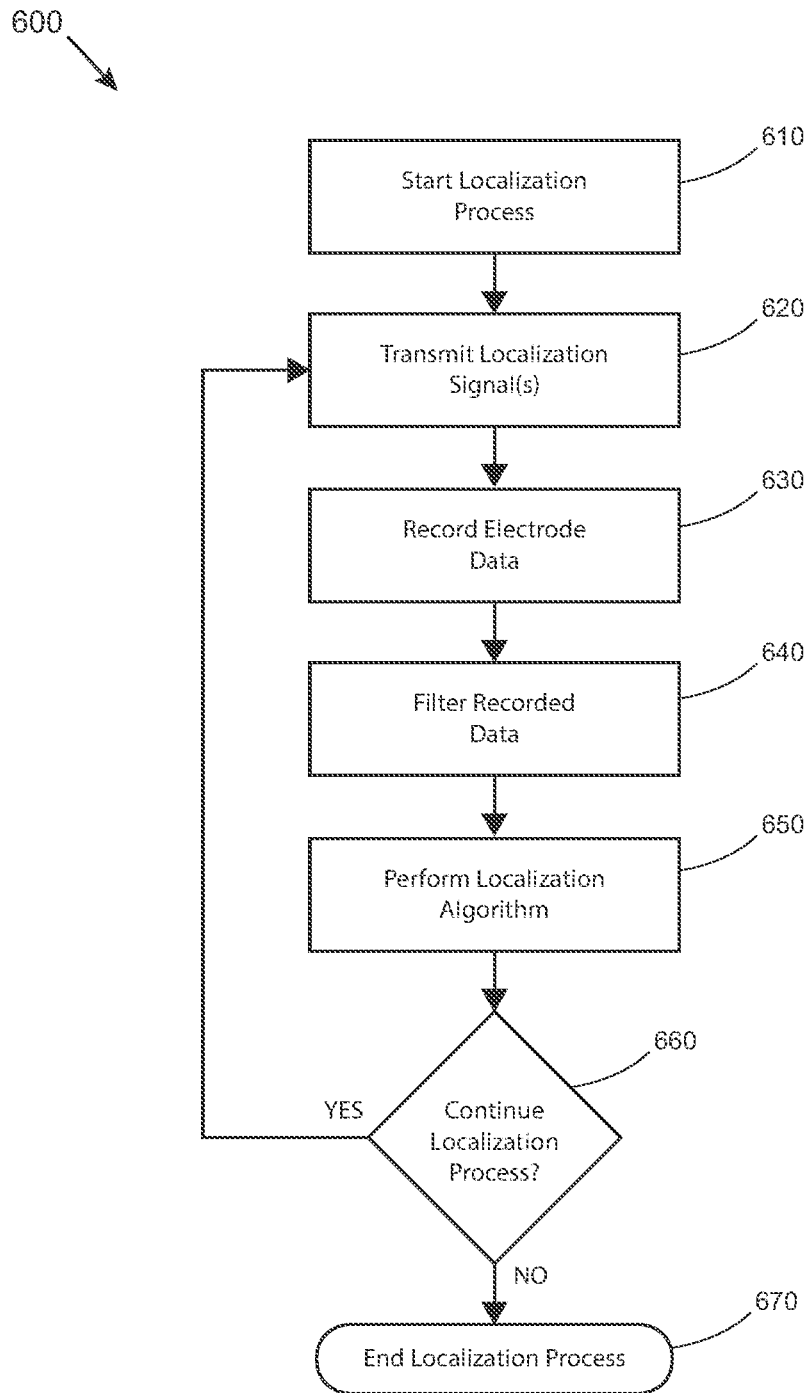 600
610
Start Localization
Process
620
Transmit Localization
Signal(s)
630
Record Electrode
Data
640
Filter Recorded
Data
650
Perform Localization
Algorithm
660
YES
Continue
Localization
Process?
NO
670
End Localization Process